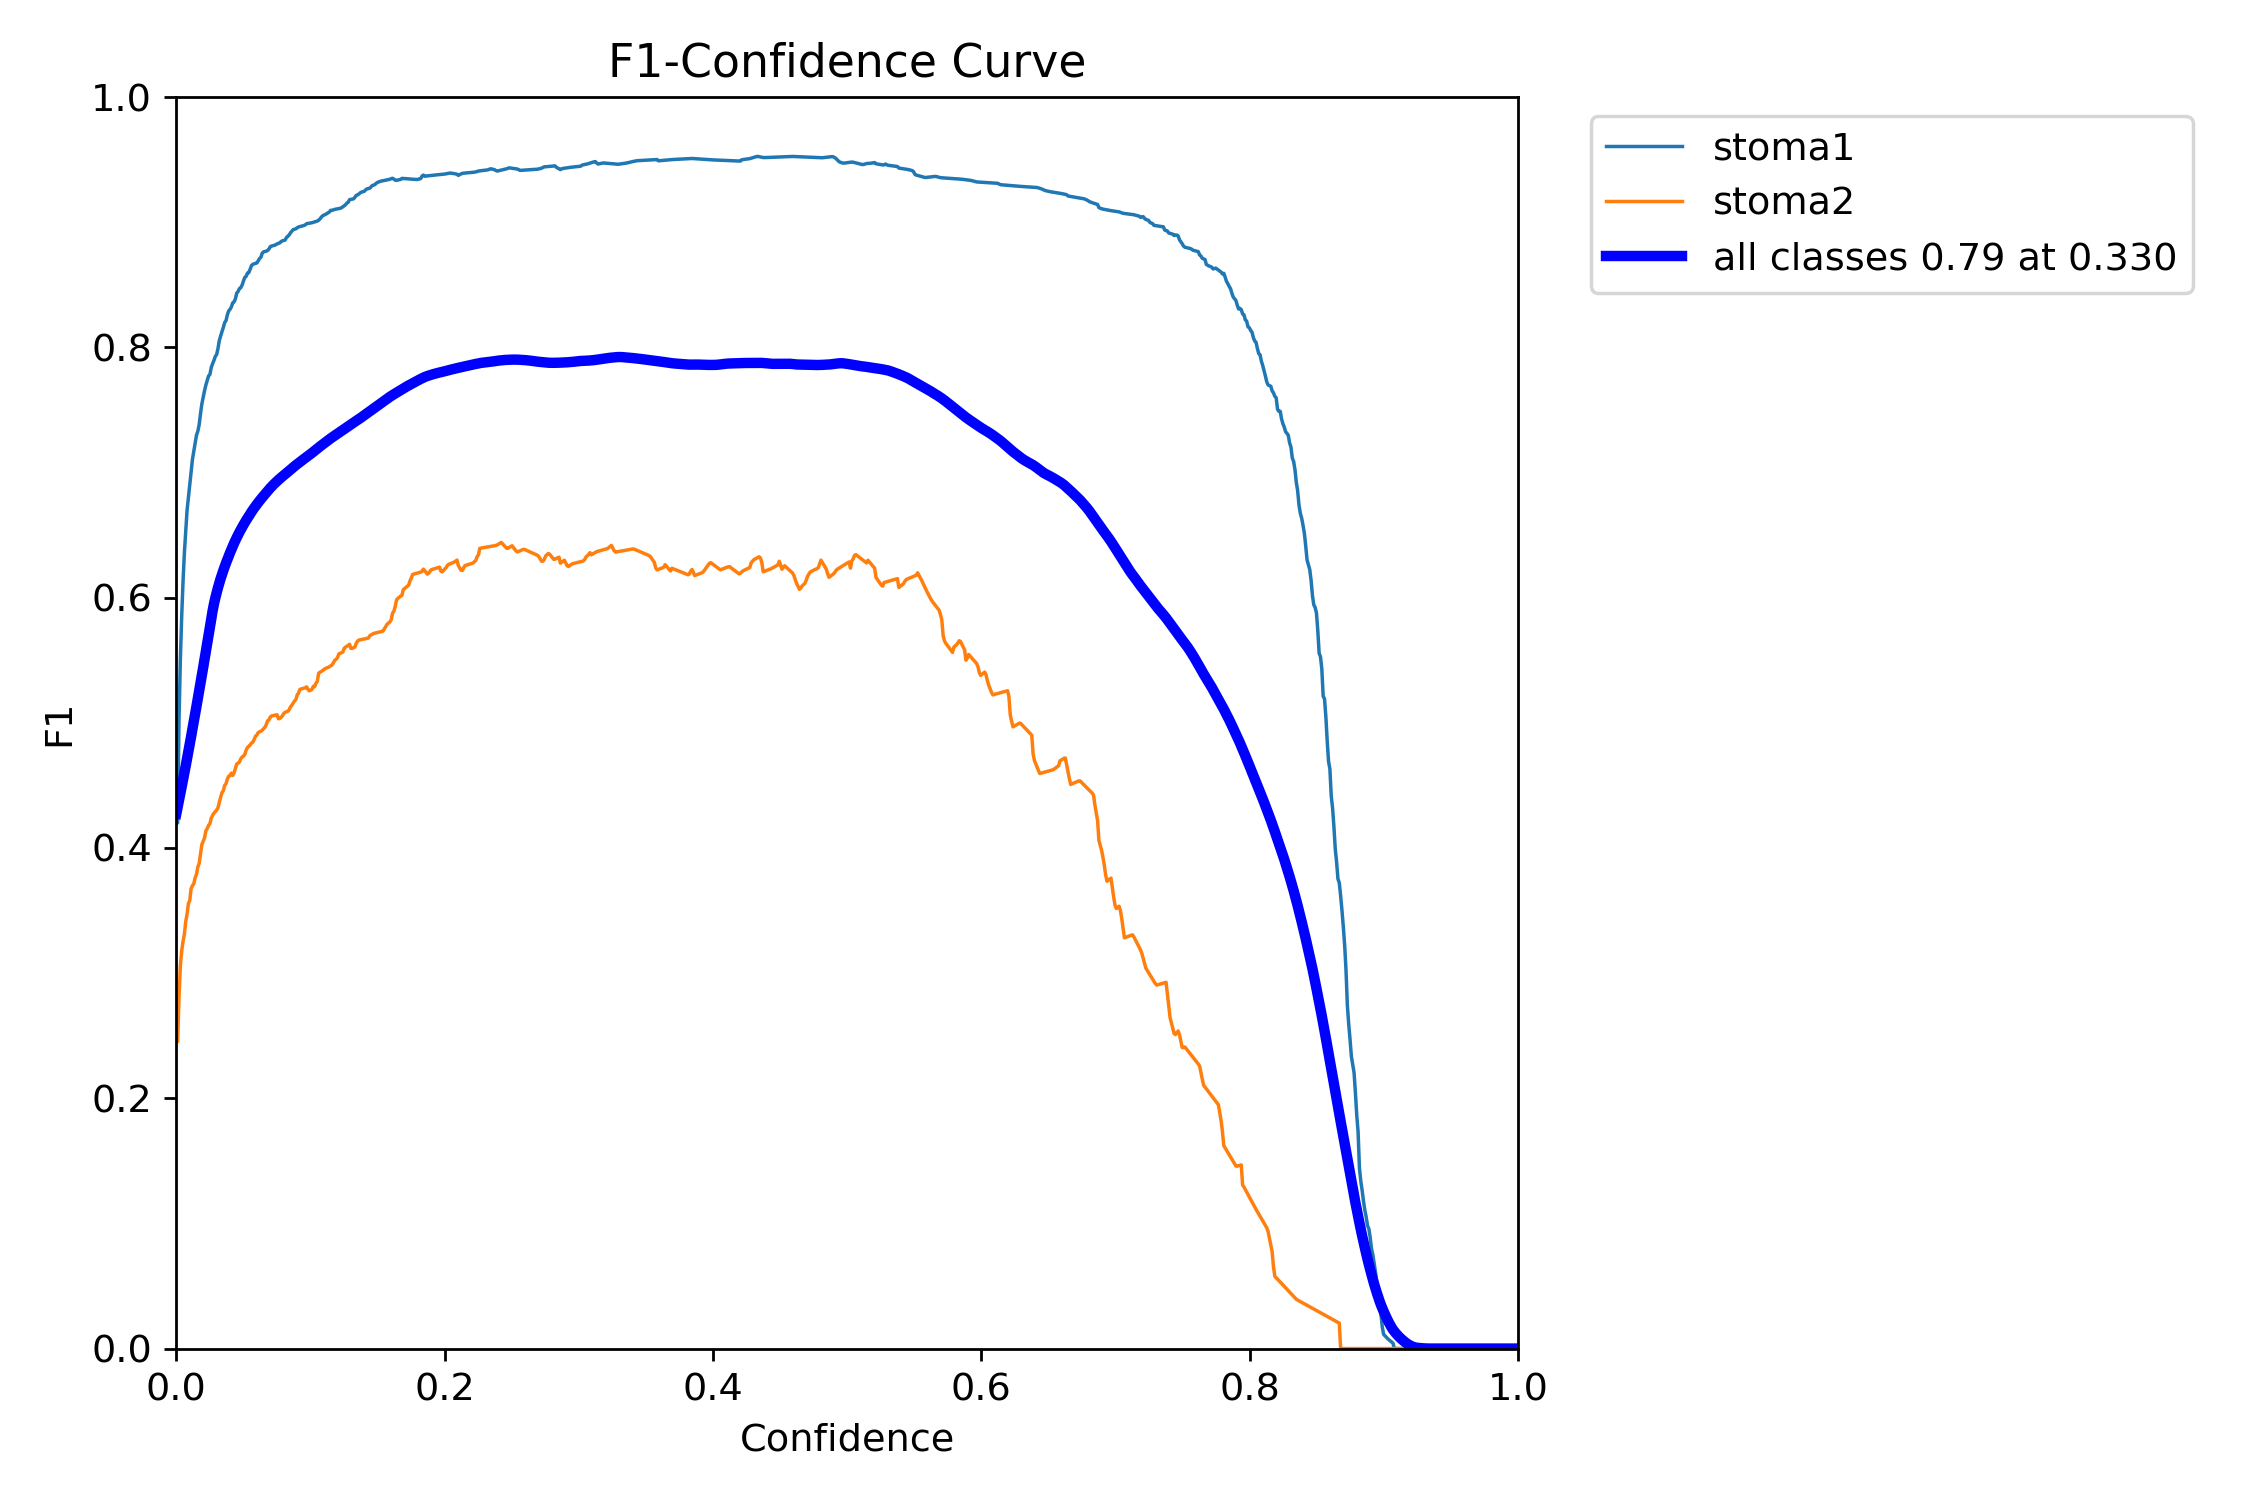 F1-Confidence Curve
1.0
0.8
0.6
0.4
0.2
0.0
F1
0.0 0.2 0.4 0.6 0.8 1.0
Confidence
stoma1
stoma2
all classes 0.79 at 0.330